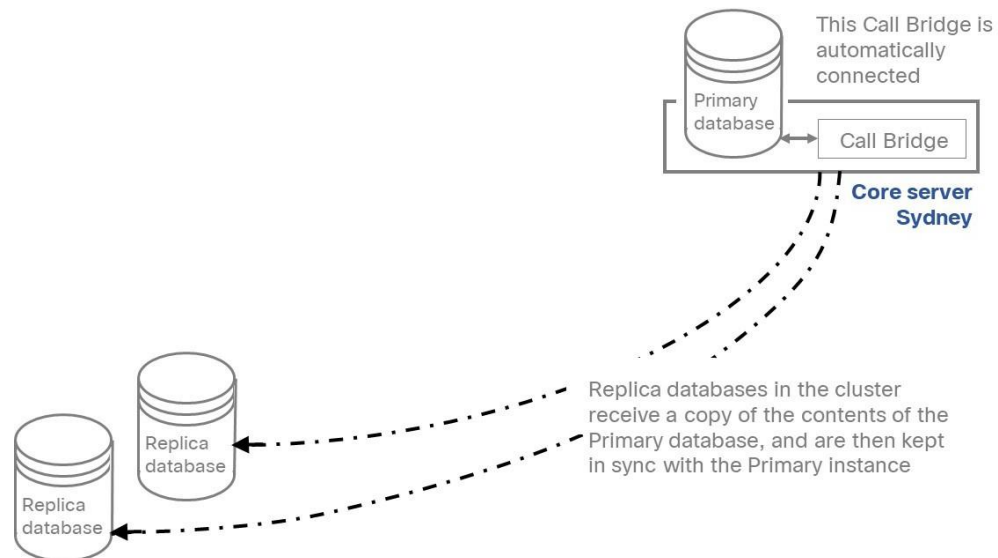 This Call Bridge is
automatically
connected
Primary
database
Call Bridge
Core server
Sydney
Replica databases in the cluster
receive a copy of the contents of the
Primary database, and are then kept
in sync with the Primary instance
Replica
database
Replica
database